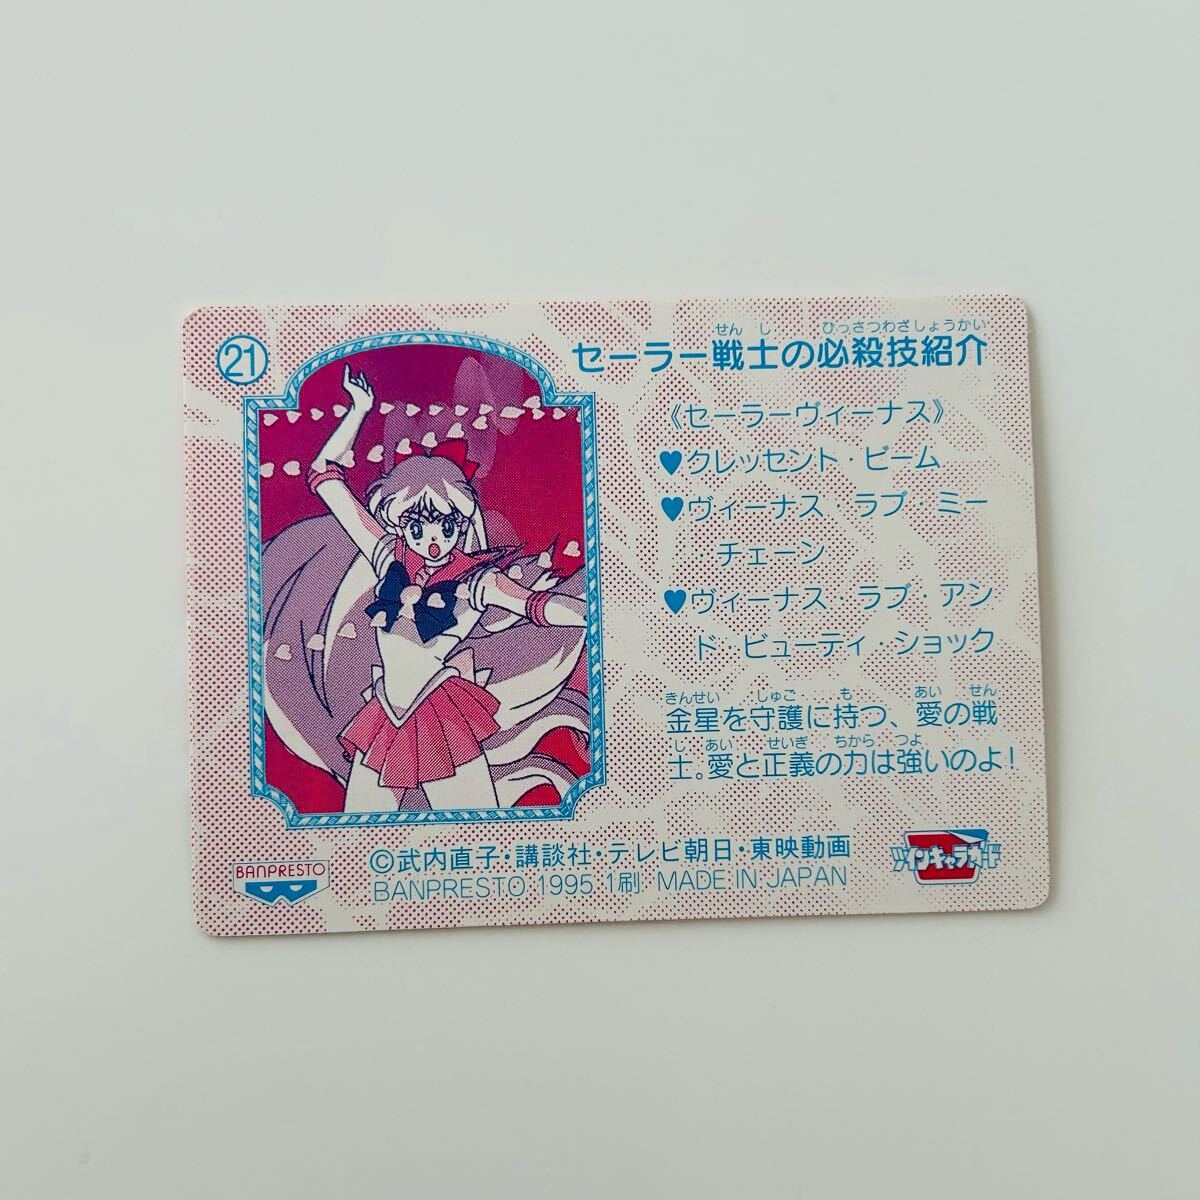 21
せんし ひっさつわざしょうかい
セーラー戦士の必殺技紹介
《セーラーヴィーナス》
♥クレッセント・ビーム
♥ヴィーナス・ラブ・ミー
・チェーン
♥ヴィーナス・ラブ・アン
ド・ビューティ・ショック
きんせい しゅご も あい せん
金星を守護に持つ、愛の戦
じ あい せいぎ ちから つよ
士。愛と正義の力は強いのよ!
©武内直子・講談社・テレビ朝日・東映動画
BANPRESTO 1995 1刷 MADE IN JAPAN
BANPRESTO